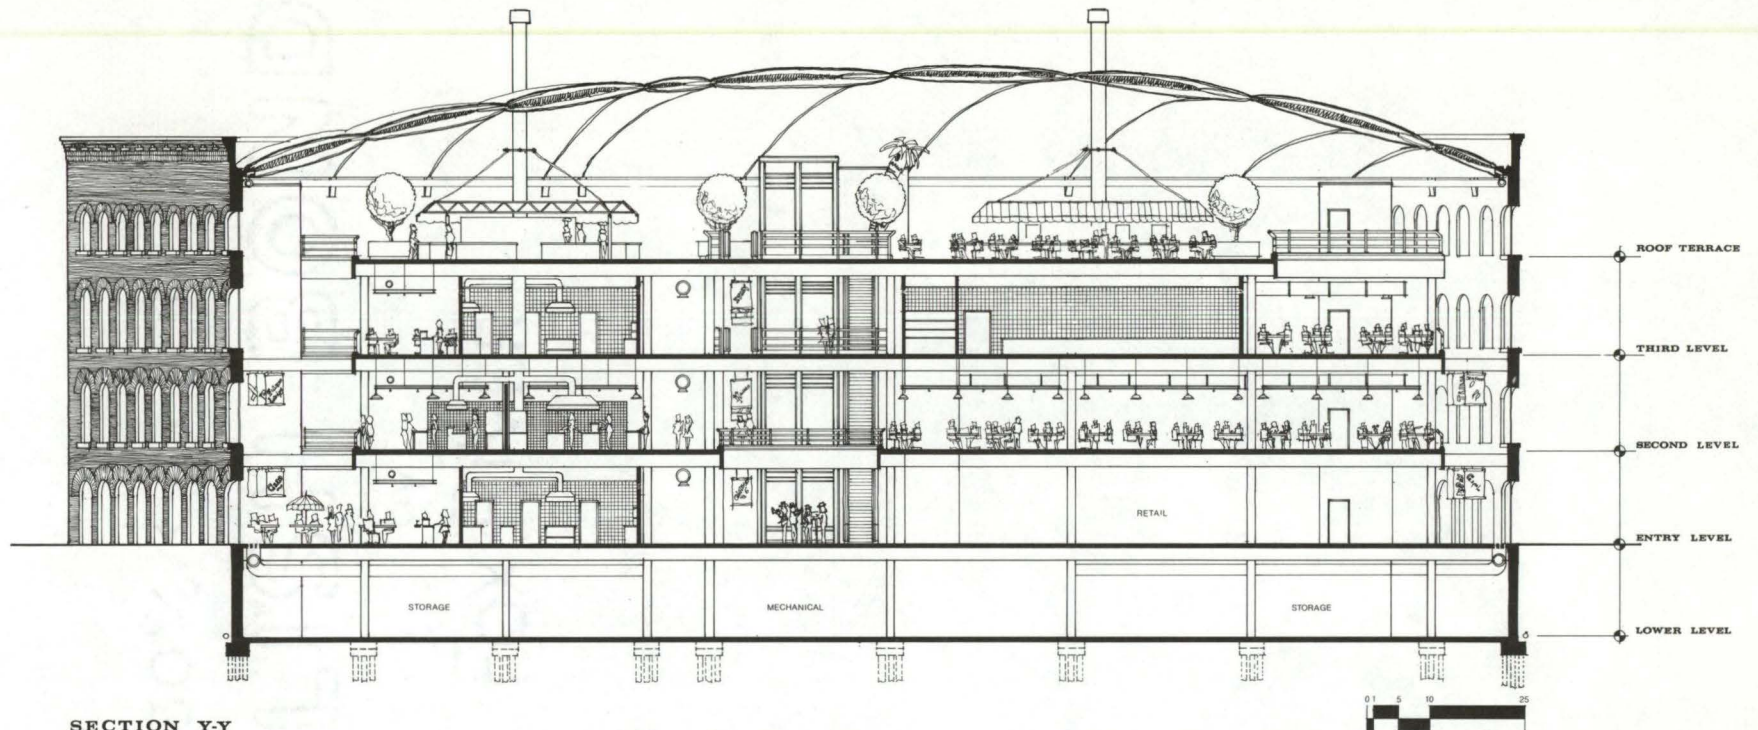 ROOF TERRACE
THIRD LEVEL
SECOND LEVEL
RETAIL
ENTRY LEVEL
STORAGE
MECHANICAL
STORAGE
LOWER LEVEL
0 1 5 10 25
SECTION Y-Y